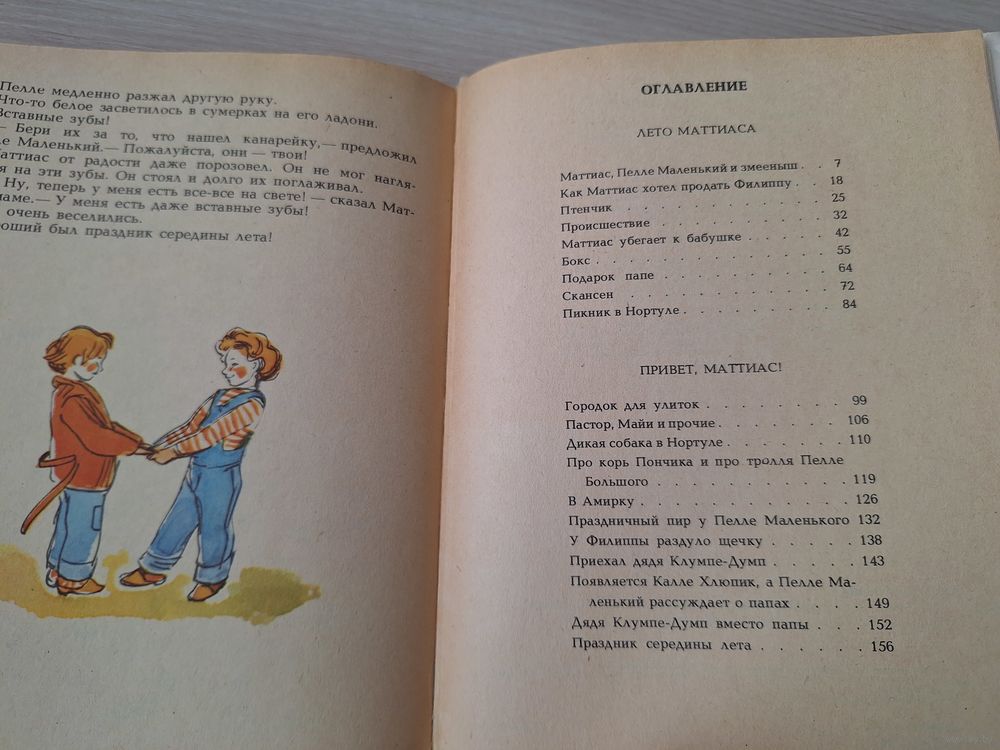 Пелле медленно разжал другую руку.
Что-то белое засветилось в сумерках на его ладони.
Вставные зубы!
— Бери их за то, что нашел канарейку,— предложил
ле Маленький.— Пожалуйста, они — твои!
Маттиас от радости даже порозовел. Он не мог нагля-
я на эти зубы. Он стоял и долго их поглаживал.
Ну, теперь у меня есть все-все на свете! — сказал Мат-
маме.— У меня есть даже вставные зубы!
очень веселились.
роший был праздник середины лета!
ОГЛАВЛЕНИЕ
ЛЕТО МАТТИАСА
Маттиас, Пелле Маленький и змееныш . . 7
Как Маттиас хотел продать Филиппу . . 18
Птенчик . . . . . . . . . . . 25
Происшествие . . . . . . . . . . 32
Маттиас убегает к бабушке . . . . . 42
Бокс . . . . . . . . . . . . . 55
Подарок папе . . . . . . . . . . 64
Скансен . . . . . . . . . . . 72
Пикник в Нортуле . . . . . . . . 84
ПРИВЕТ, МАТТИАС!
Городок для улиток . . . . . . . . 99
Пастор, Майи и прочие . . . . . . . 106
Дикая собака в Нортуле . . . . . . . 110
Про корь Пончика и про тролля Пелле
Большого . . . . . . . . . . 119
В Амирку . . . . . . . . . . . 126
Праздничный пир у Пелле Маленького 132
У Филиппы раздуло щечку . . . . . 138
Приехал дядя Клумпе-Думп . . . . . 143
Появляется Калле Хлюпик, а Пелле Ма-
ленький рассуждает о папах . . . . 149
Дядя Клумпе-Думп вместо папы . . . 152
Праздник середины лета . . . . . . 156